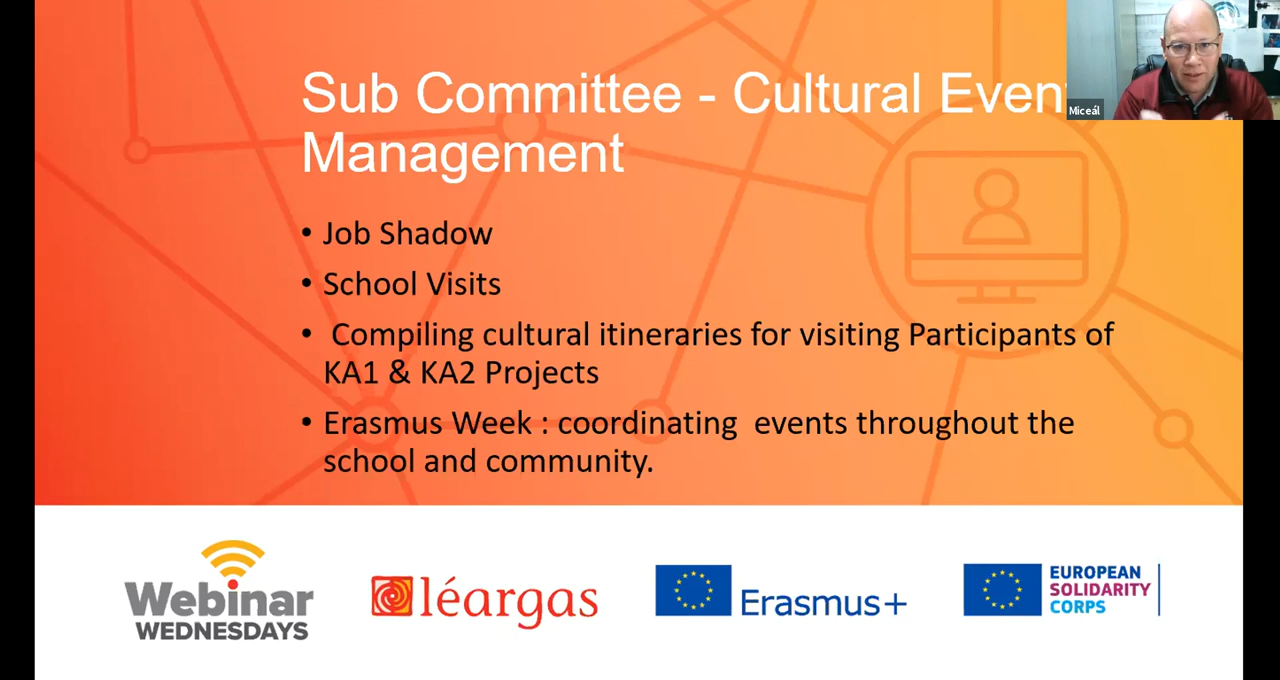 Sub Committee - Cultural Even
Miceál
Management
• Job Shadow
• School Visits
• Compiling cultural itineraries for visiting Participants of
KA1 & KA2 Projects
• Erasmus Week : coordinating events throughout the
school and community.
Webinar
WEDNESDAYS
léargas
Erasmus+
EUROPEAN
SOLIDARITY
CORPS